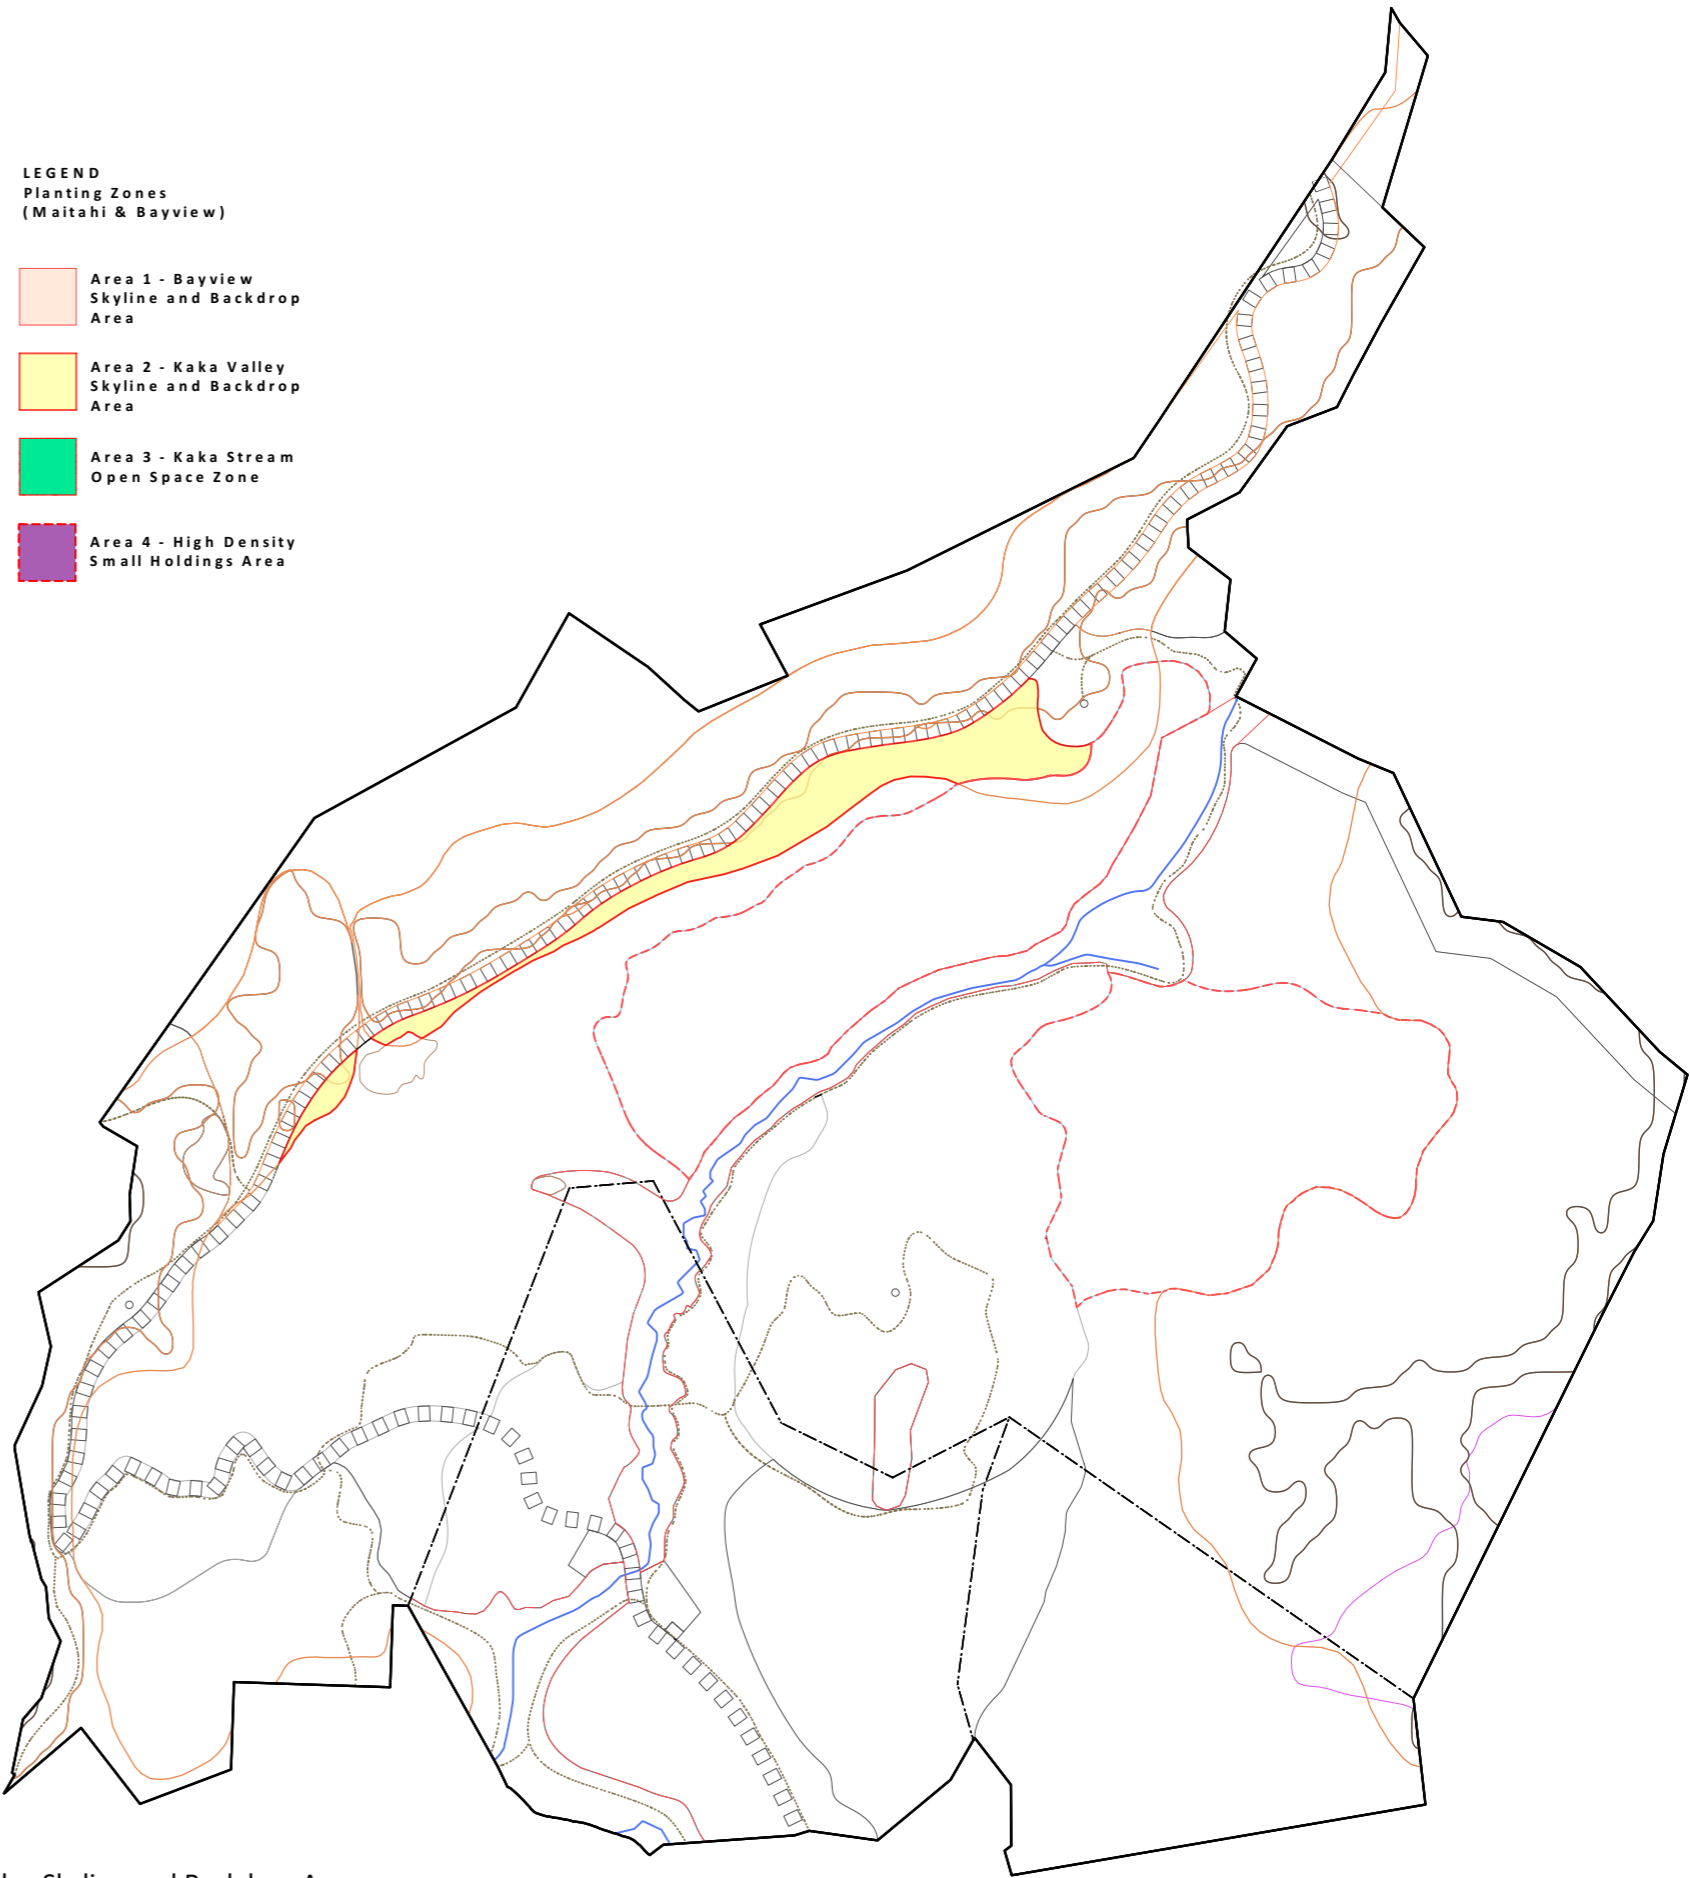 LEGEND
Planting Zones
(Maitahi & Bayview)
Area 1 - Bayview
Skyline and Backdrop
Area
Area 2 - Kaka Valley
Skyline and Backdrop
Area
Area 3 - Kaka Stream
Open Space Zone
Area 4 - High Density
Small Holdings Area